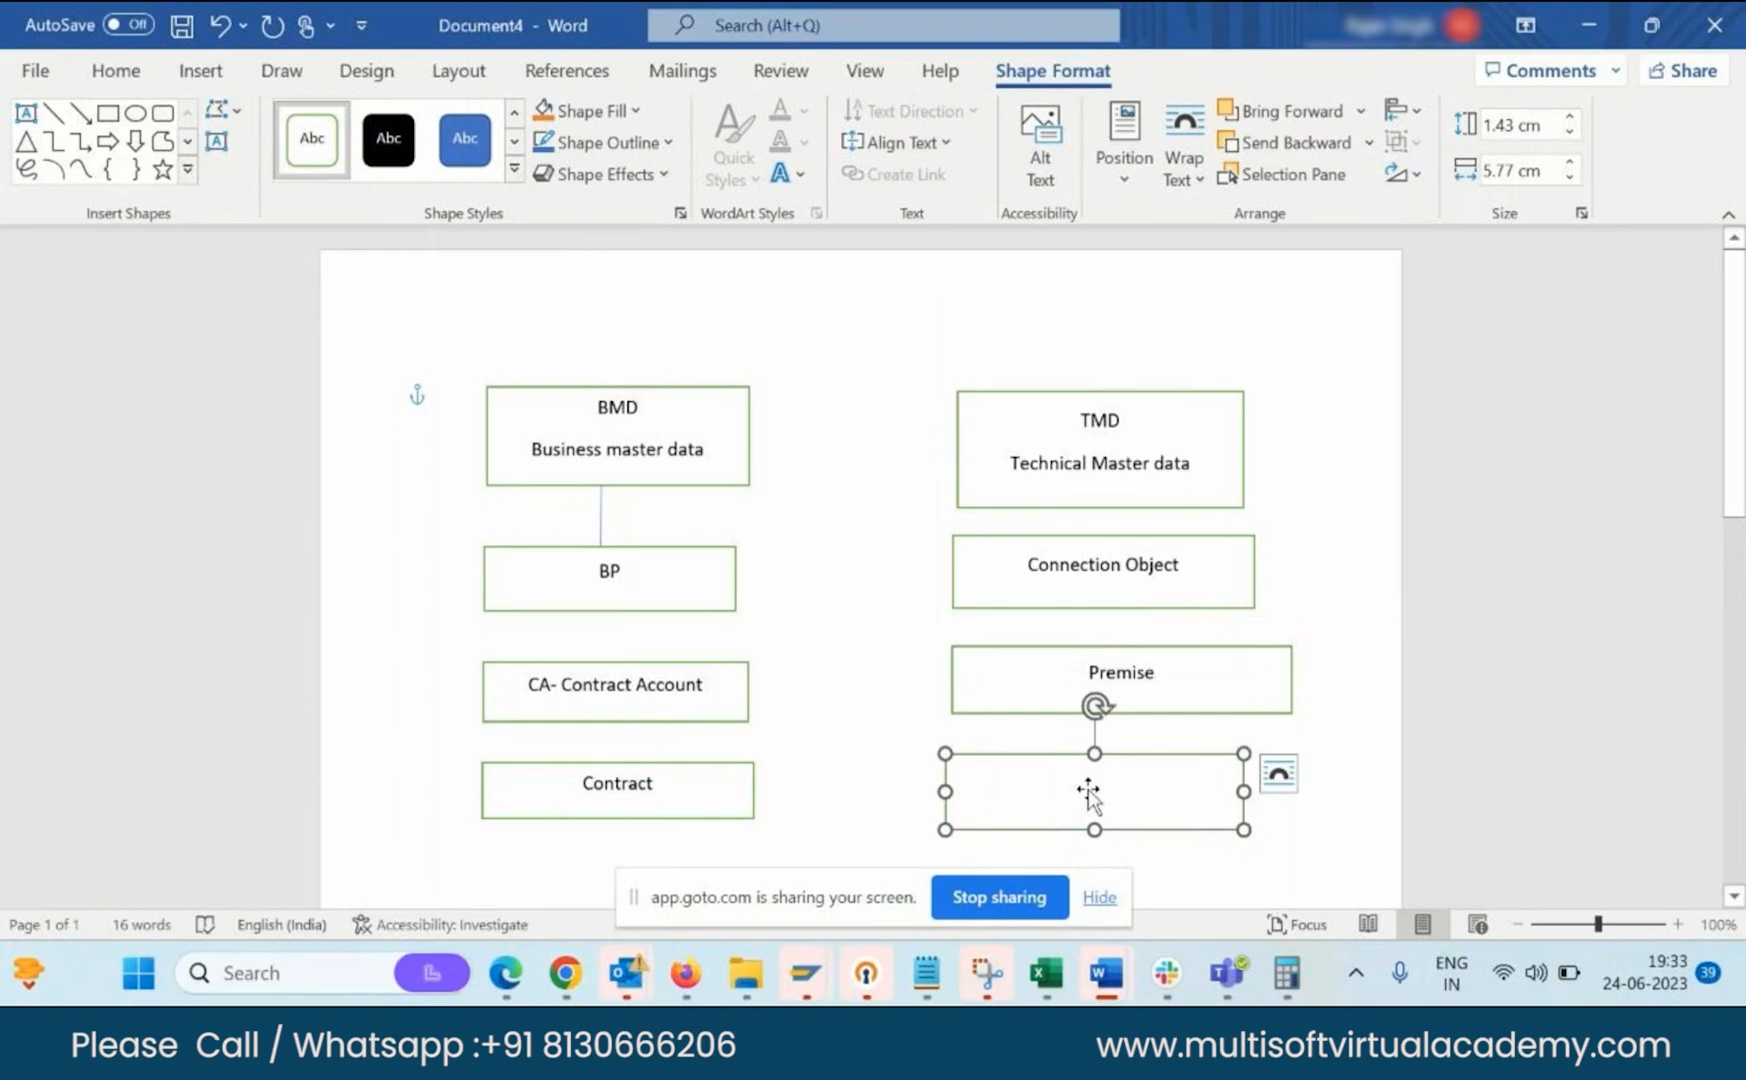 AutoSave Off
Document4 - Word
Search (Alt+Q)
File Home Insert Draw Design Layout References Mailings Review View Help Shape Format
Comments Share
Abc Abc Abc
Shape Fill
Shape Outline
Shape Effects
Quick Styles
Text Direction
Align Text
Create Link
Alt Text
Position
Wrap Text
Bring Forward
Send Backward
Selection Pane
1.43 cm
5.77 cm
Insert Shapes
Shape Styles
WordArt Styles
Text
Accessibility
Arrange
Size
BMD
Business master data
BP
CA- Contract Account
Contract
TMD
Technical Master data
Connection Object
Premise
app.goto.com is sharing your screen. Stop sharing Hide
Page 1 of 1 16 words English (India) Accessibility: Investigate
Focus
100%
Search
ENG
IN
19:33
24-06-2023
39
Please Call / Whatsapp :+91 8130666206
www.multisoftvirtualacademy.com